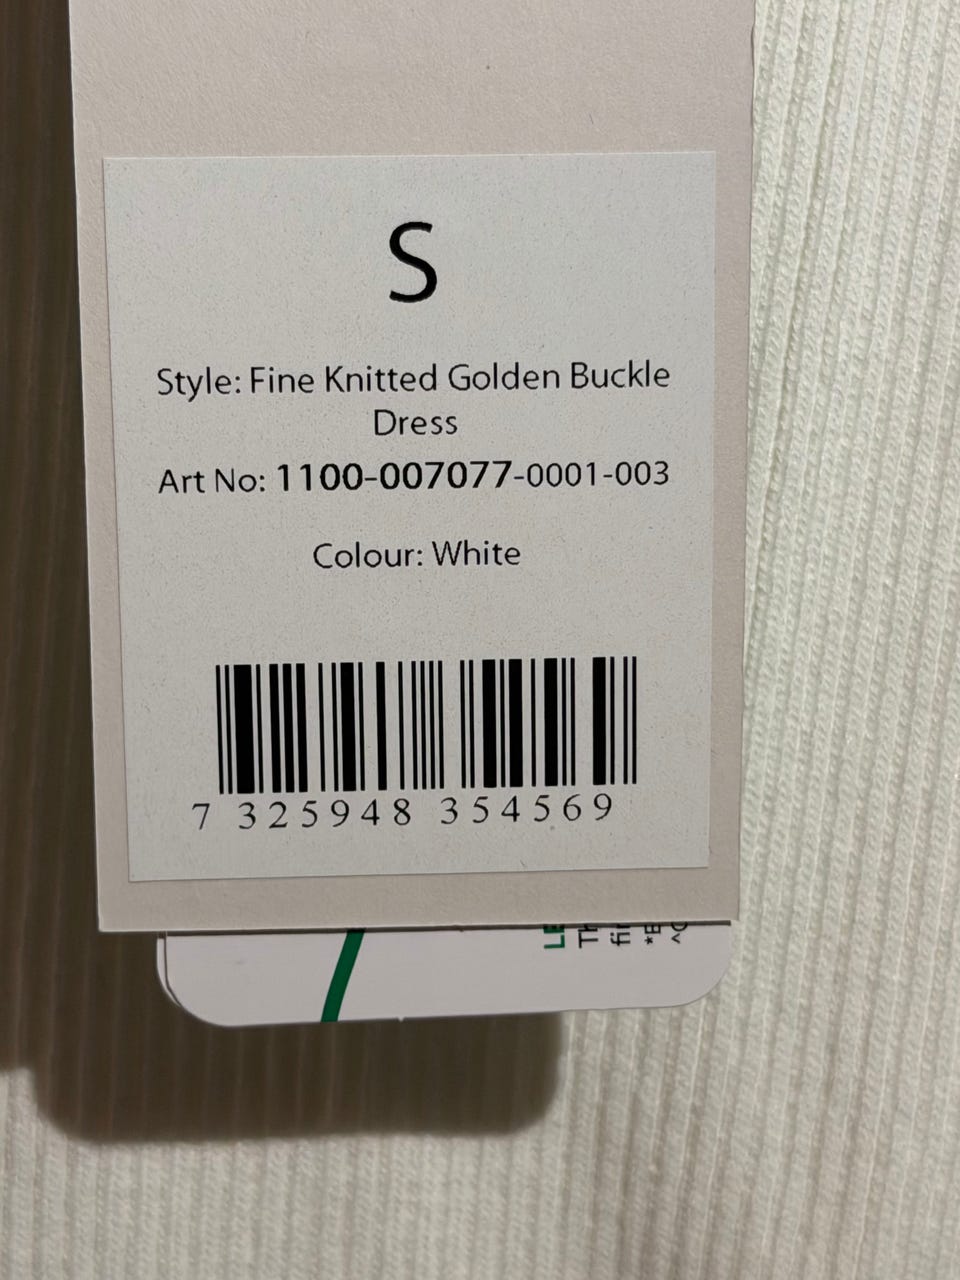 S
Style: Fine Knitted Golden Buckle
Dress
Art No: 1100-007077-0001-003
Colour: White
7 325948 354569